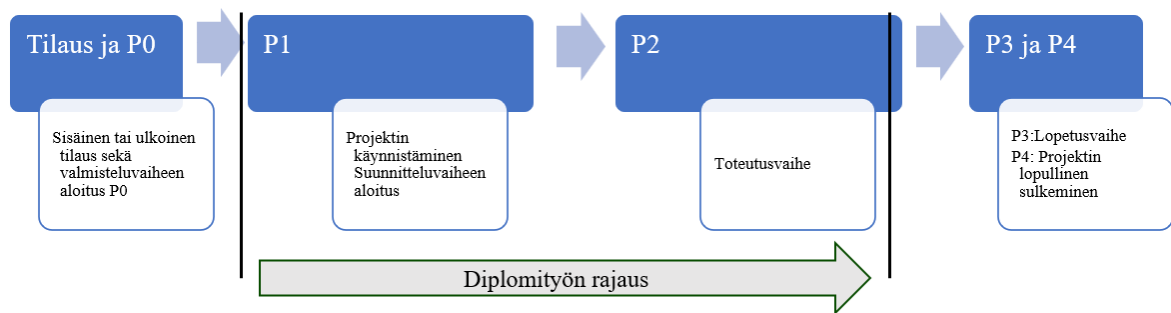 Tilaus ja P0
Sisäinen tai ulkoinen
tilaus sekä
valmisteluvaiheen
aloitus P0
P1
Projektin
käynnistäminen
Suunnitteluvaiheen
aloitus
P2
Toteutusvaihe
P3 ja P4
P3:Lopetusvaihe
P4: Projektin
lopullinen
sulkeminen
Diplomityön rajaus